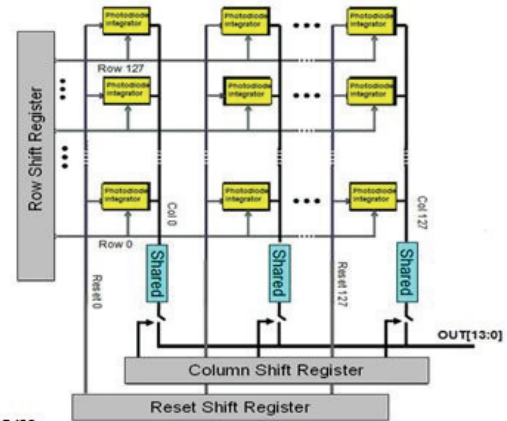 Photodiode integrator
Photodiode integrator
Photodiode integrator
Row 127
Photodiode integrator
Photodiode integrator
Photodiode integrator
Row Shift Register
Photodiode integrator
Photodiode integrator
Photodiode integrator
Col 0
Col 127
Row 0
Reset 0
Shared
Shared
Reset 127
Shared
OUT[13:0]
Column Shift Register
Reset Shift Register